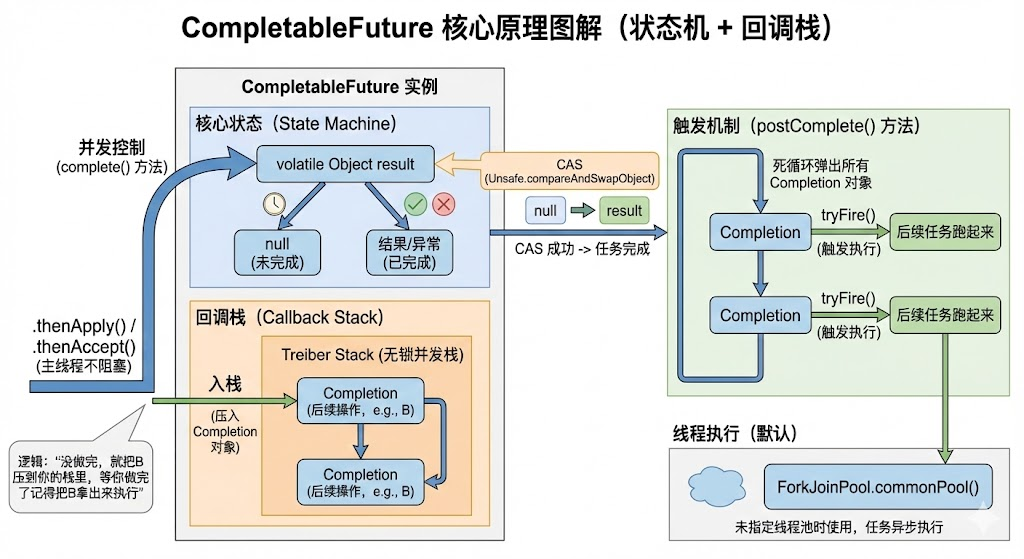 CompletableFuture 核心原理图解（状态机 + 回调栈）
CompletableFuture 实例
核心状态（State Machine）
volatile Object result
null
(未完成)
结果/异常
(已完成)
并发控制
(complete() 方法)
.thenApply() /
.thenAccept()
(主线程不阻塞)
CAS
(Unsafe.compareAndSwapObject)
null
result
CAS 成功 -> 任务完成
回调栈（Callback Stack）
Treiber Stack (无锁并发栈)
入栈
(压入
Completion
对象)
Completion
(后续操作，e.g., B)
Completion
(后续操作，e.g., B)
逻辑：“没做完，就把B
压到你的栈里，等你做完
了记得把B拿出来执行”
触发机制（postComplete() 方法）
死循环弹出所有
Completion 对象
Completion
tryFire()
(触发执行)
后续任务跑起来
Completion
tryFire()
(触发执行)
后续任务跑起来
线程执行（默认）
ForkJoinPool.commonPool()
未指定线程池时使用，任务异步执行